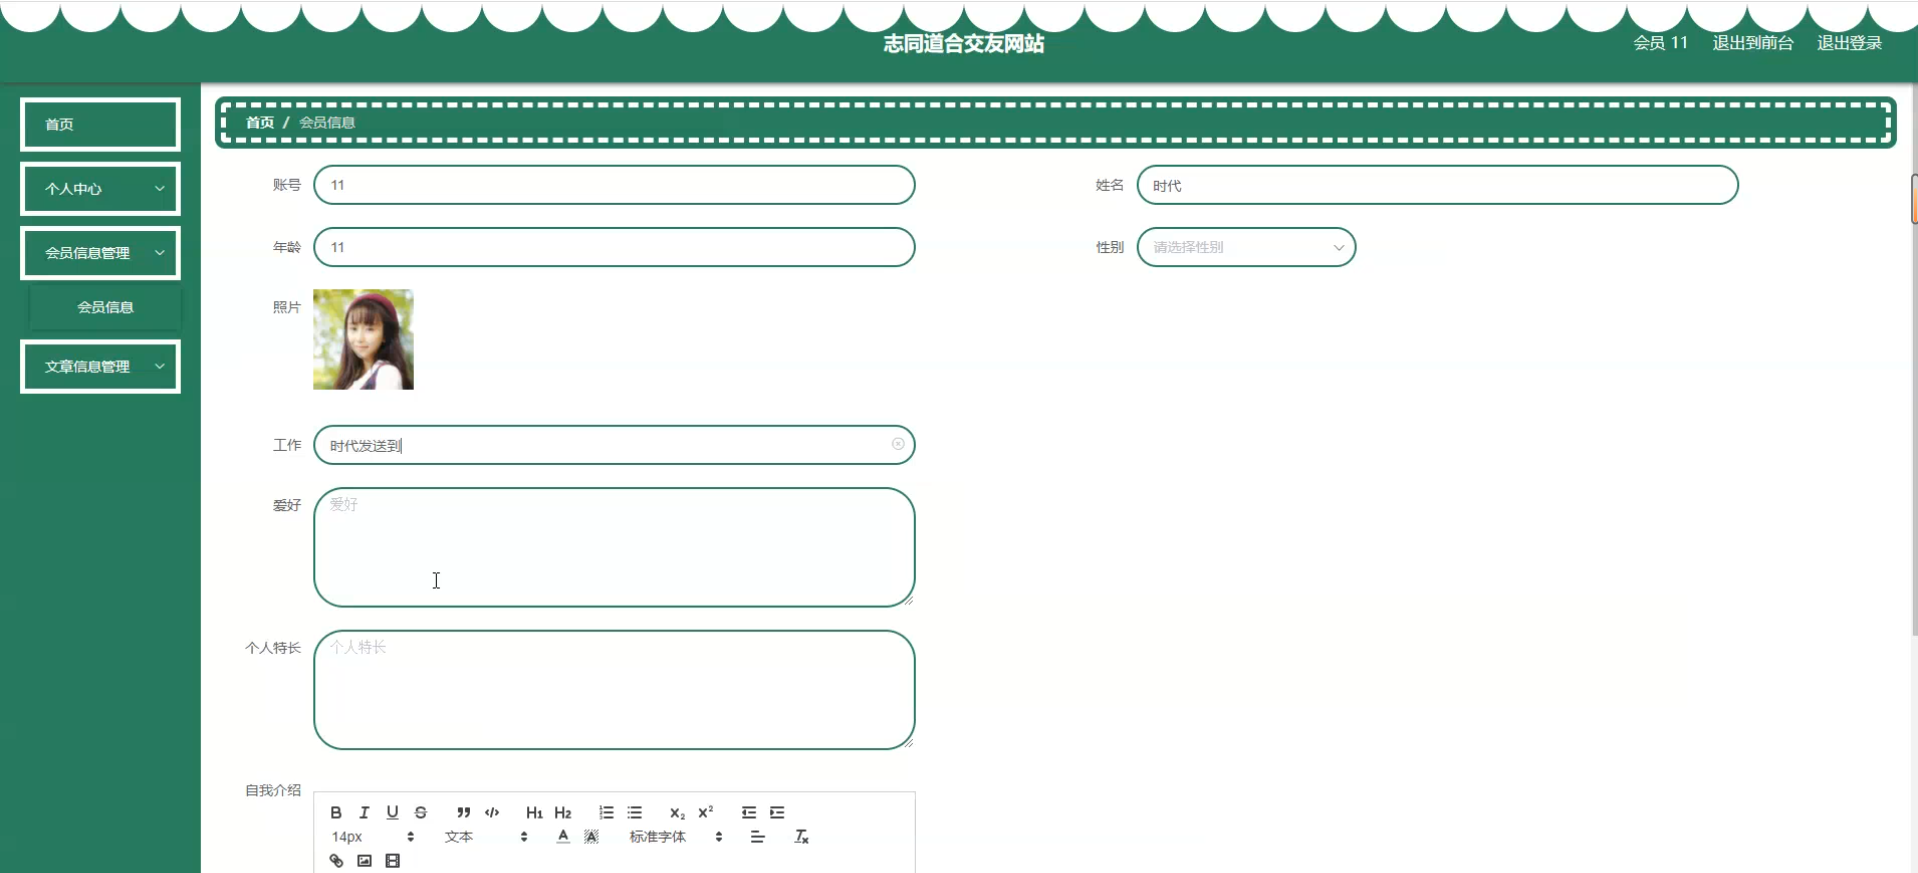 志同道合交友网站
会员 11 退出到前台 退出登录
首页
个人中心
会员信息管理
会员信息
文章信息管理
首页 / 会员信息
账号 11
姓名 时代
年龄 11
性别 请选择性别
照片
工作 时代发送到
爱好 爱好
个人特长 个人特长
自我介绍
B I U S ” </> H1 H2 X2 X2
14px 文本 A A 标准字体 Tx